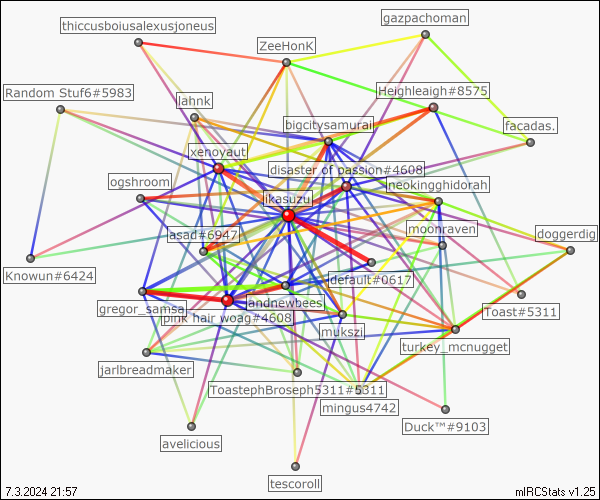 gazpachoman
thiccusboiusalexusjoneus
ZeeHonK
Random Stuf6#5983
Heighleaigh#8575
lahnk
bigcitysamurai
facadas.
xenoyaut
disaster of passion#4608
ogshroom
neokingghidorah
ikasuzu
moonraven
asad#6947
doggerdig
Knowun#6424
default#0617
jandnewbees
gregor_samsa
pink hair woag#4608
Toast#5311
mukszi
turkey_mcnugget
jarlbreadmaker
ToastephBroseph5311#5311
mingus4742
Duck™#9103
avelicious
tescoroll
7.3.2024 21:57
mIRCStats v1.25